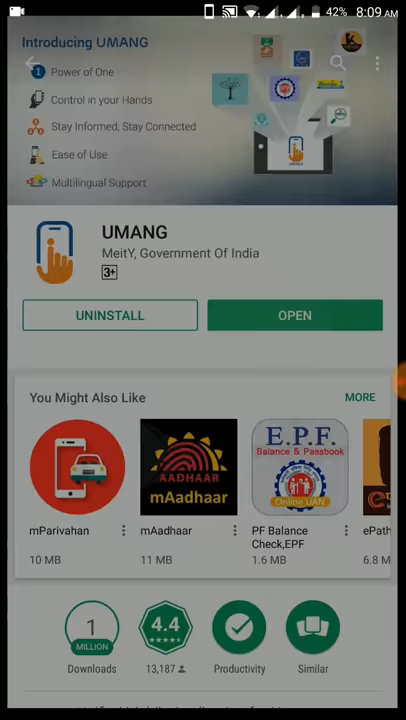 42% 8:09 AM
Introducing UMANG
1 Power of One
Control in your Hands
Stay Informed, Stay Connected
Ease of Use
Multilingual Support
UMANG
MeitY, Government Of India
3+
UNINSTALL
OPEN
You Might Also Like
MORE
AADHAAR
mAadhaar
E.P.F.
Balance & Passbook
Online UAN
mParivahan
10 MB
mAadhaar
11 MB
PF Balance
Check,EPF
1.6 MB
ePath
6.8 M
1
MILLION
Downloads
4.4
13,187
Productivity
Similar